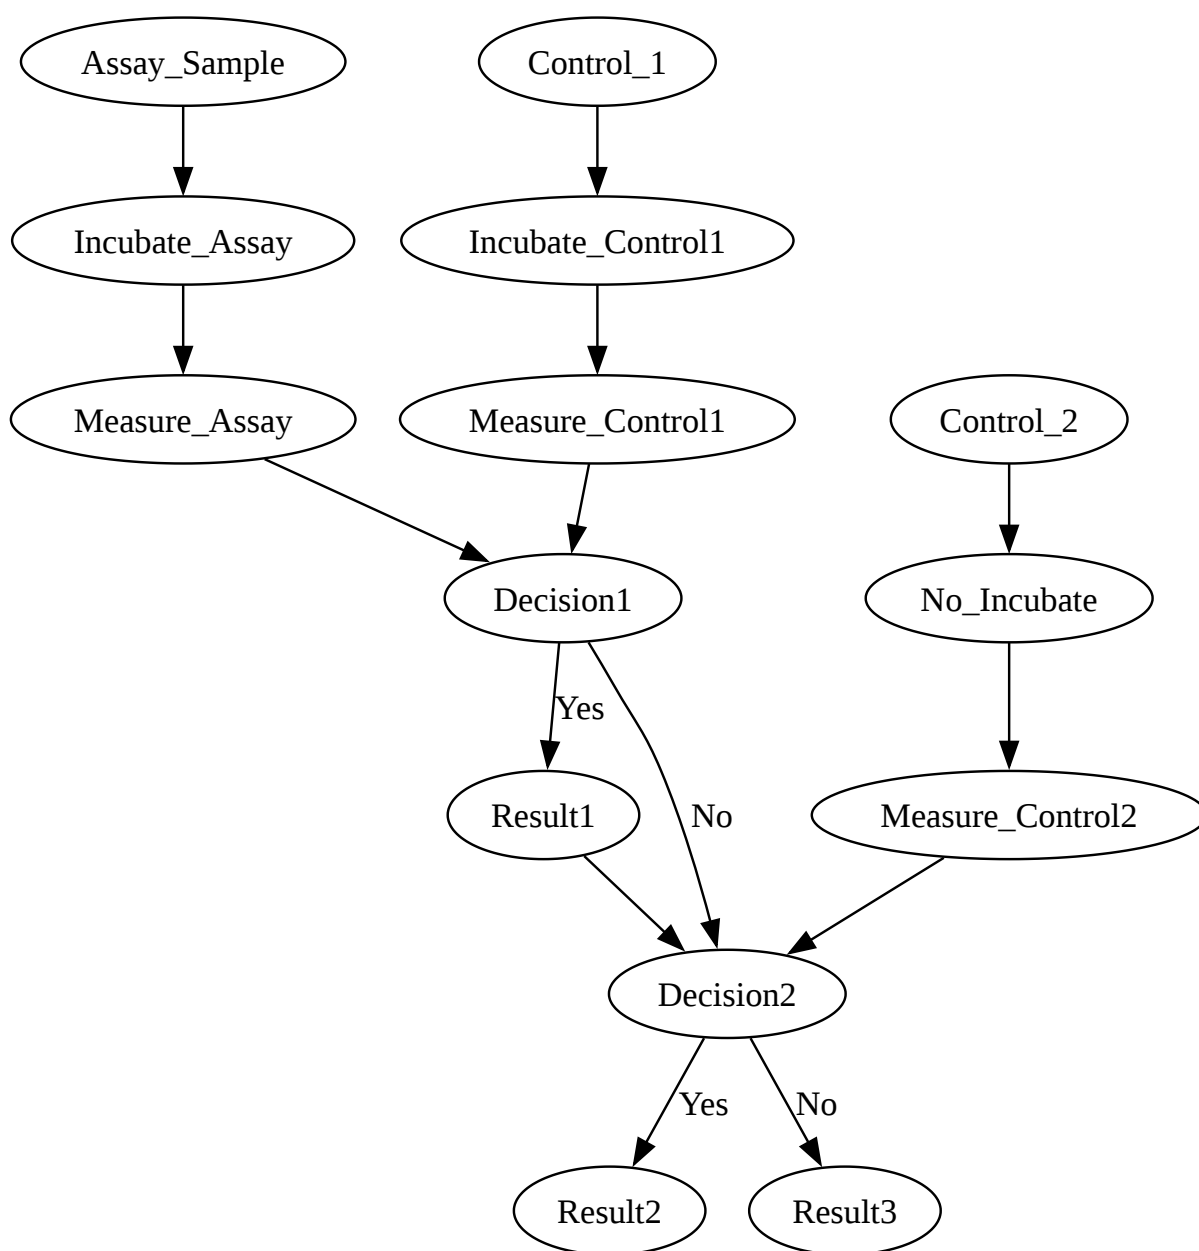 Assay_Sample
Control_1
Incubate_Assay
Incubate_Control1
Measure_Assay
Measure_Control1
Control_2
Decision1
No_Incubate
Yes
Result1
No
Measure_Control2
Decision2
Yes
No
Result2
Result3